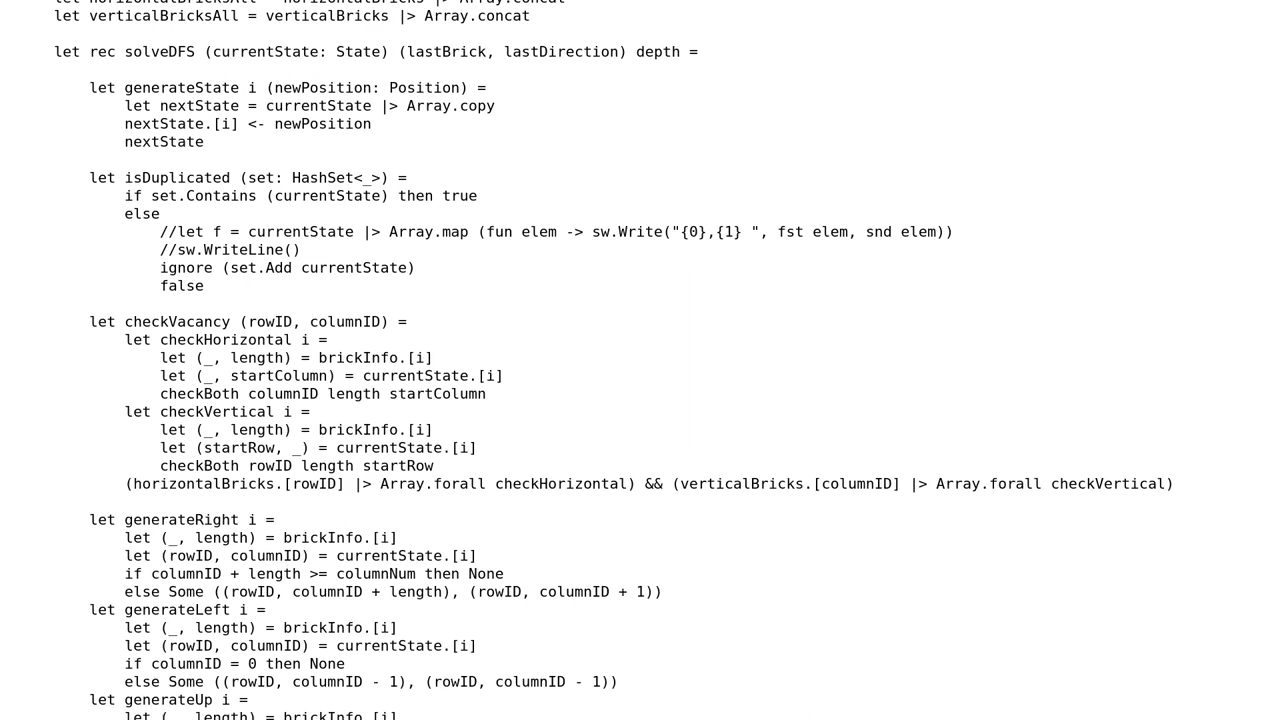 let verticalBricksAll = verticalBricks |> Array.concat
let rec solveDFS (currentState: State) (lastBrick, lastDirection) depth =
let generateState i (newPosition: Position) =
let nextState = currentState |> Array.copy
nextState.[i] <- newPosition
nextState
let isDuplicated (set: HashSet<_>) =
if set.Contains (currentState) then true
else
//let f = currentState |> Array.map (fun elem -> sw.Write("{0},{1} ", fst elem, snd elem))
//sw.WriteLine()
ignore (set.Add currentState)
false
let checkVacancy (rowID, columnID) =
let checkHorizontal i =
let (_, length) = brickInfo.[i]
let (_, startColumn) = currentState.[i]
checkBoth columnID length startColumn
let checkVertical i =
let (_, length) = brickInfo.[i]
let (startRow, _) = currentState.[i]
checkBoth rowID length startRow
(horizontalBricks.[rowID] |> Array.forall checkHorizontal) && (verticalBricks.[columnID] |> Array.forall checkVertical)
let generateRight i =
let (_, length) = brickInfo.[i]
let (rowID, columnID) = currentState.[i]
if columnID + length >= columnNum then None
else Some ((rowID, columnID + length), (rowID, columnID + 1))
let generateLeft i =
let (_, length) = brickInfo.[i]
let (rowID, columnID) = currentState.[i]
if columnID = 0 then None
else Some ((rowID, columnID - 1), (rowID, columnID - 1))
let generateUp i =
let (_, length) = brickInfo.[i]